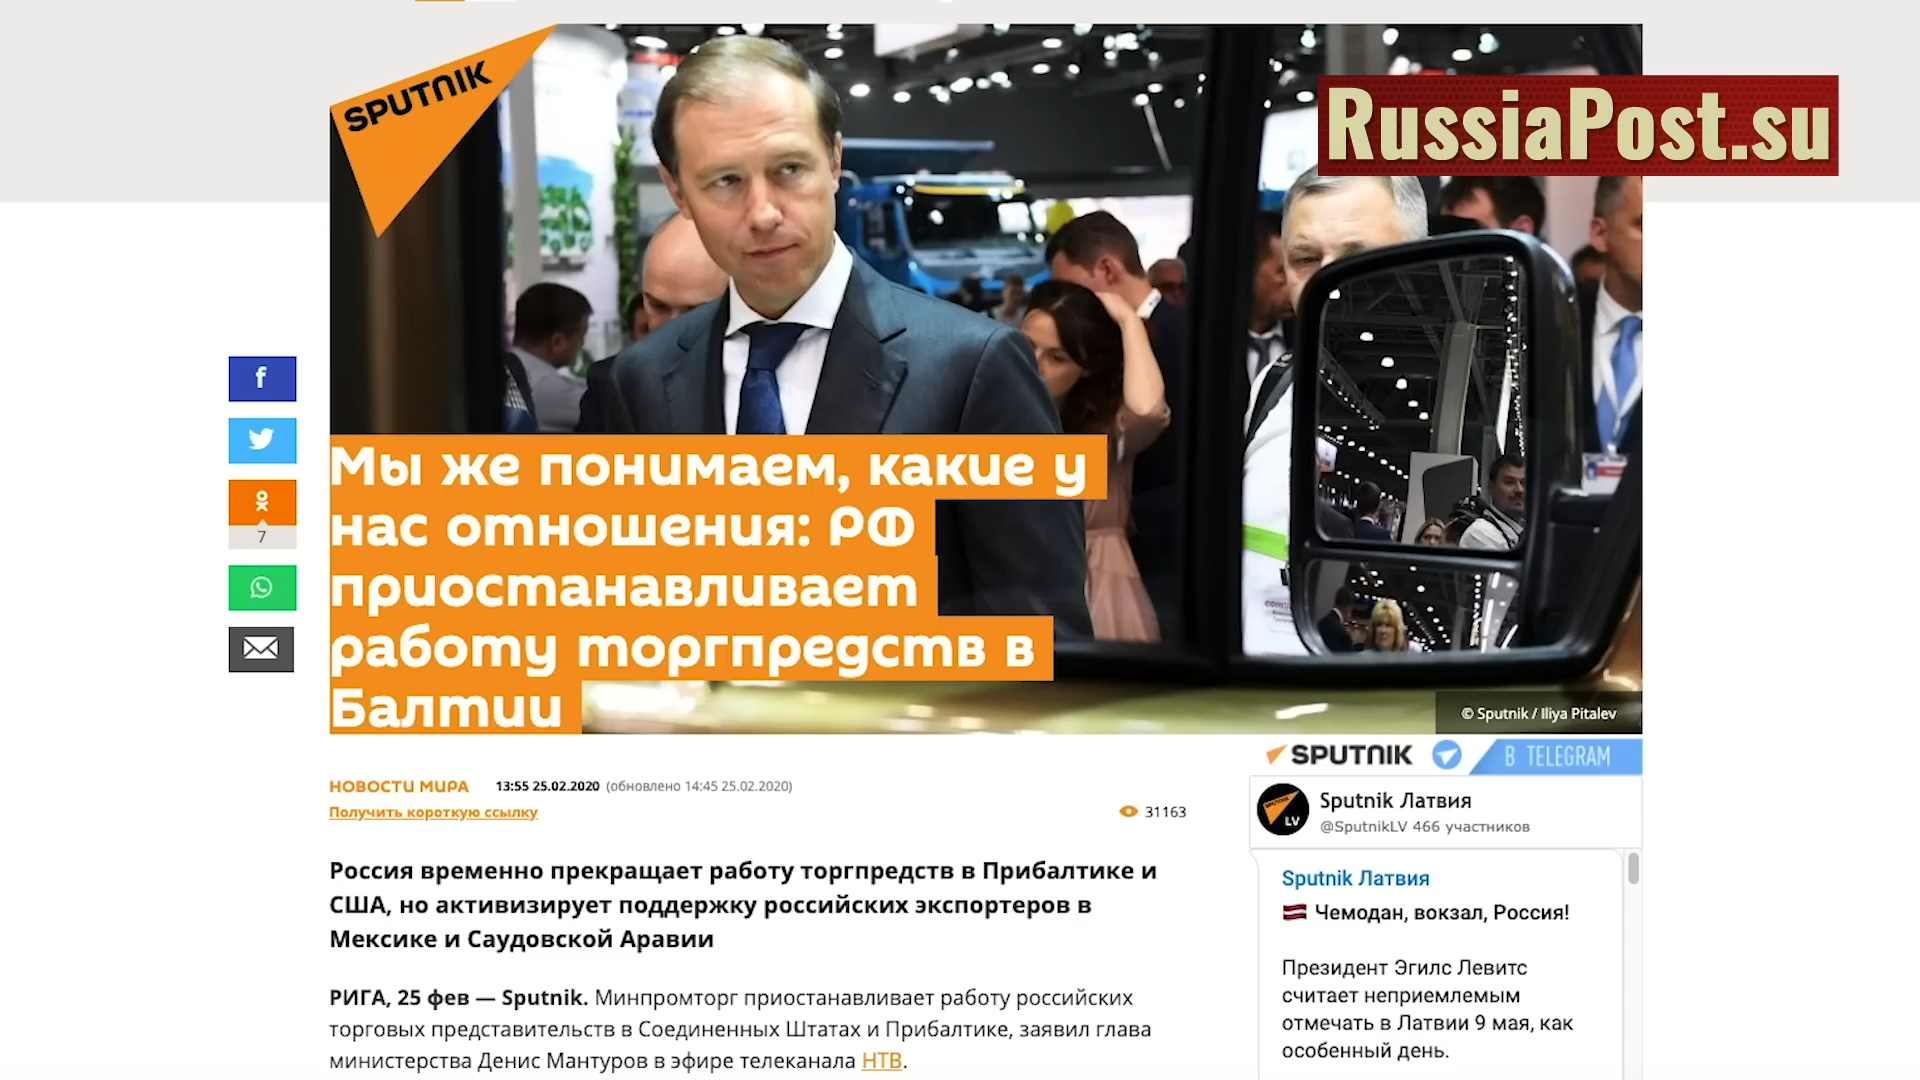 SPUTNIK
RussiaPost.su
Мы же понимаем, какие у
нас отношения: РФ
приостанавливает
работу торгпредств в
Балтии
© Sputnik / Iliya Pitalev
f
7
НОВОСТИ МИРА 13:55 25.02.2020 (обновлено 14:45 25.02.2020)
Получить короткую ссылку
31163
Россия временно прекращает работу торгпредств в Прибалтике и
США, но активизирует поддержку российских экспортеров в
Мексике и Саудовской Аравии
РИГА, 25 фев — Sputnik. Минпромторг приостанавливает работу российских
торговых представительств в Соединенных Штатах и Прибалтике, заявил глава
министерства Денис Мантуров в эфире телеканала НТВ.
SPUTNIK В TELEGRAM
SPUTNIK
LV
Sputnik Латвия
@SputnikLV 466 участников
Sputnik Латвия
Чемодан, вокзал, Россия!
Президент Эгилс Левитс
считает неприемлемым
отмечать в Латвии 9 мая, как
особенный день.